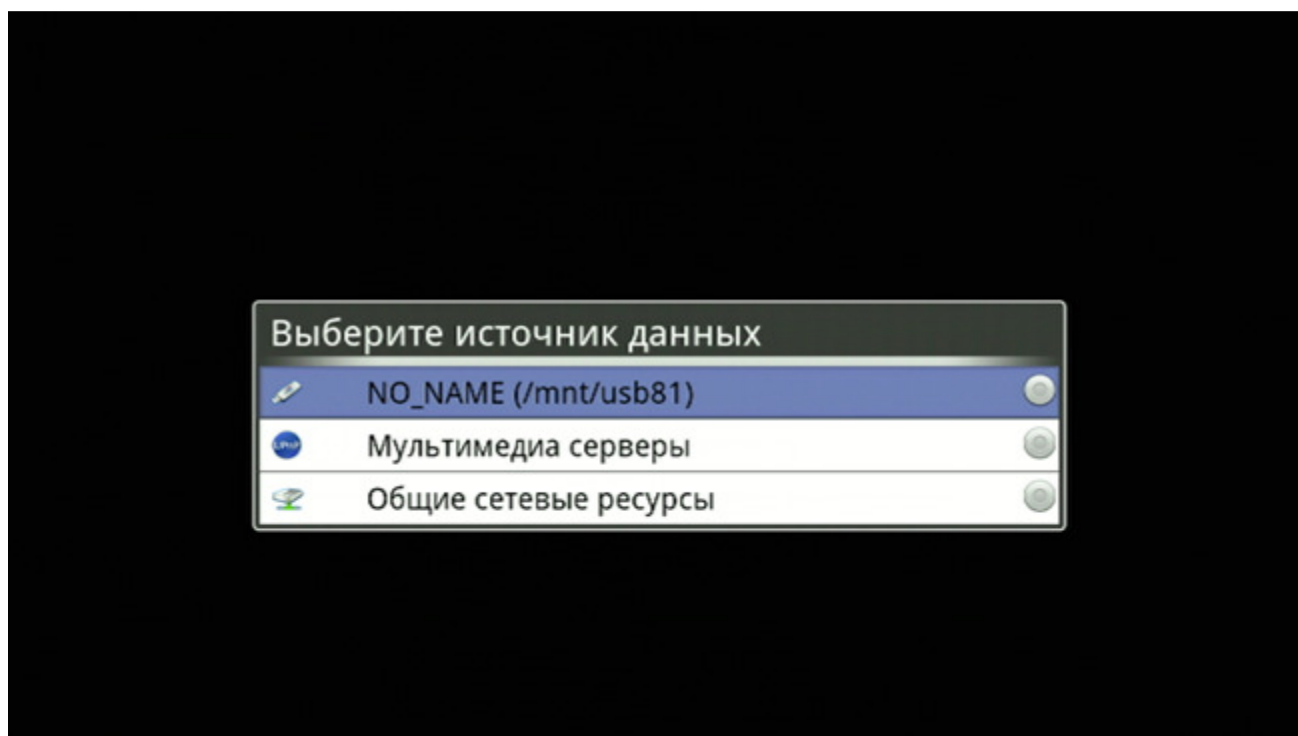 Выберите источник данных
NO_NAME (/mnt/usb81)
Мультимедиа серверы
Общие сетевые ресурсы